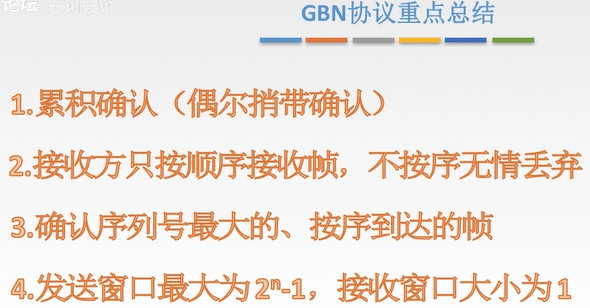 论坛
GBN协议重点总结
1.累积确认（偶尔捎带确认）
2.接收方只按顺序接收帧，不按序无情丢弃
3.确认序列号最大的、按序到达的帧
4.发送窗口最大为2ⁿ-1，接收窗口大小为1